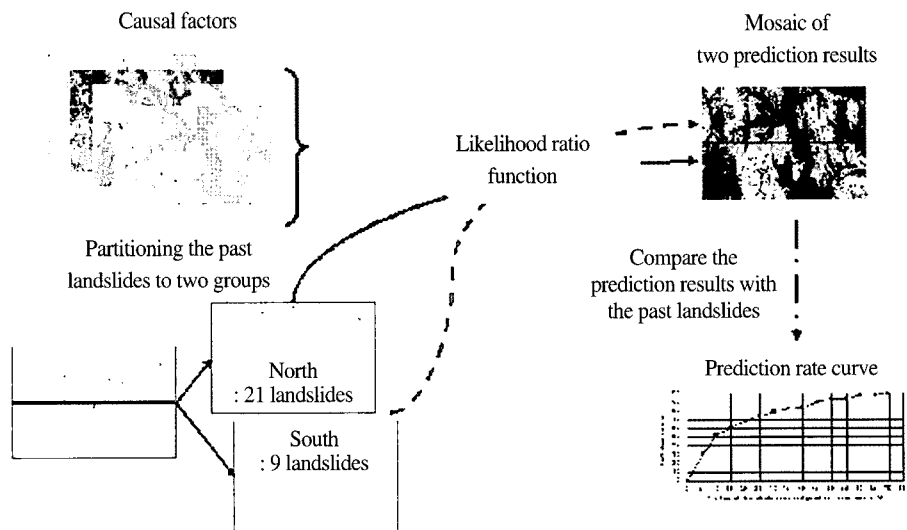 Causal factors
Mosaic of
two prediction results
Likelihood ratio
function
Partitioning the past
landslides to two groups
Compare the
prediction results with
the past landslides
North
: 21 landslides
South
: 9 landslides
Prediction rate curve